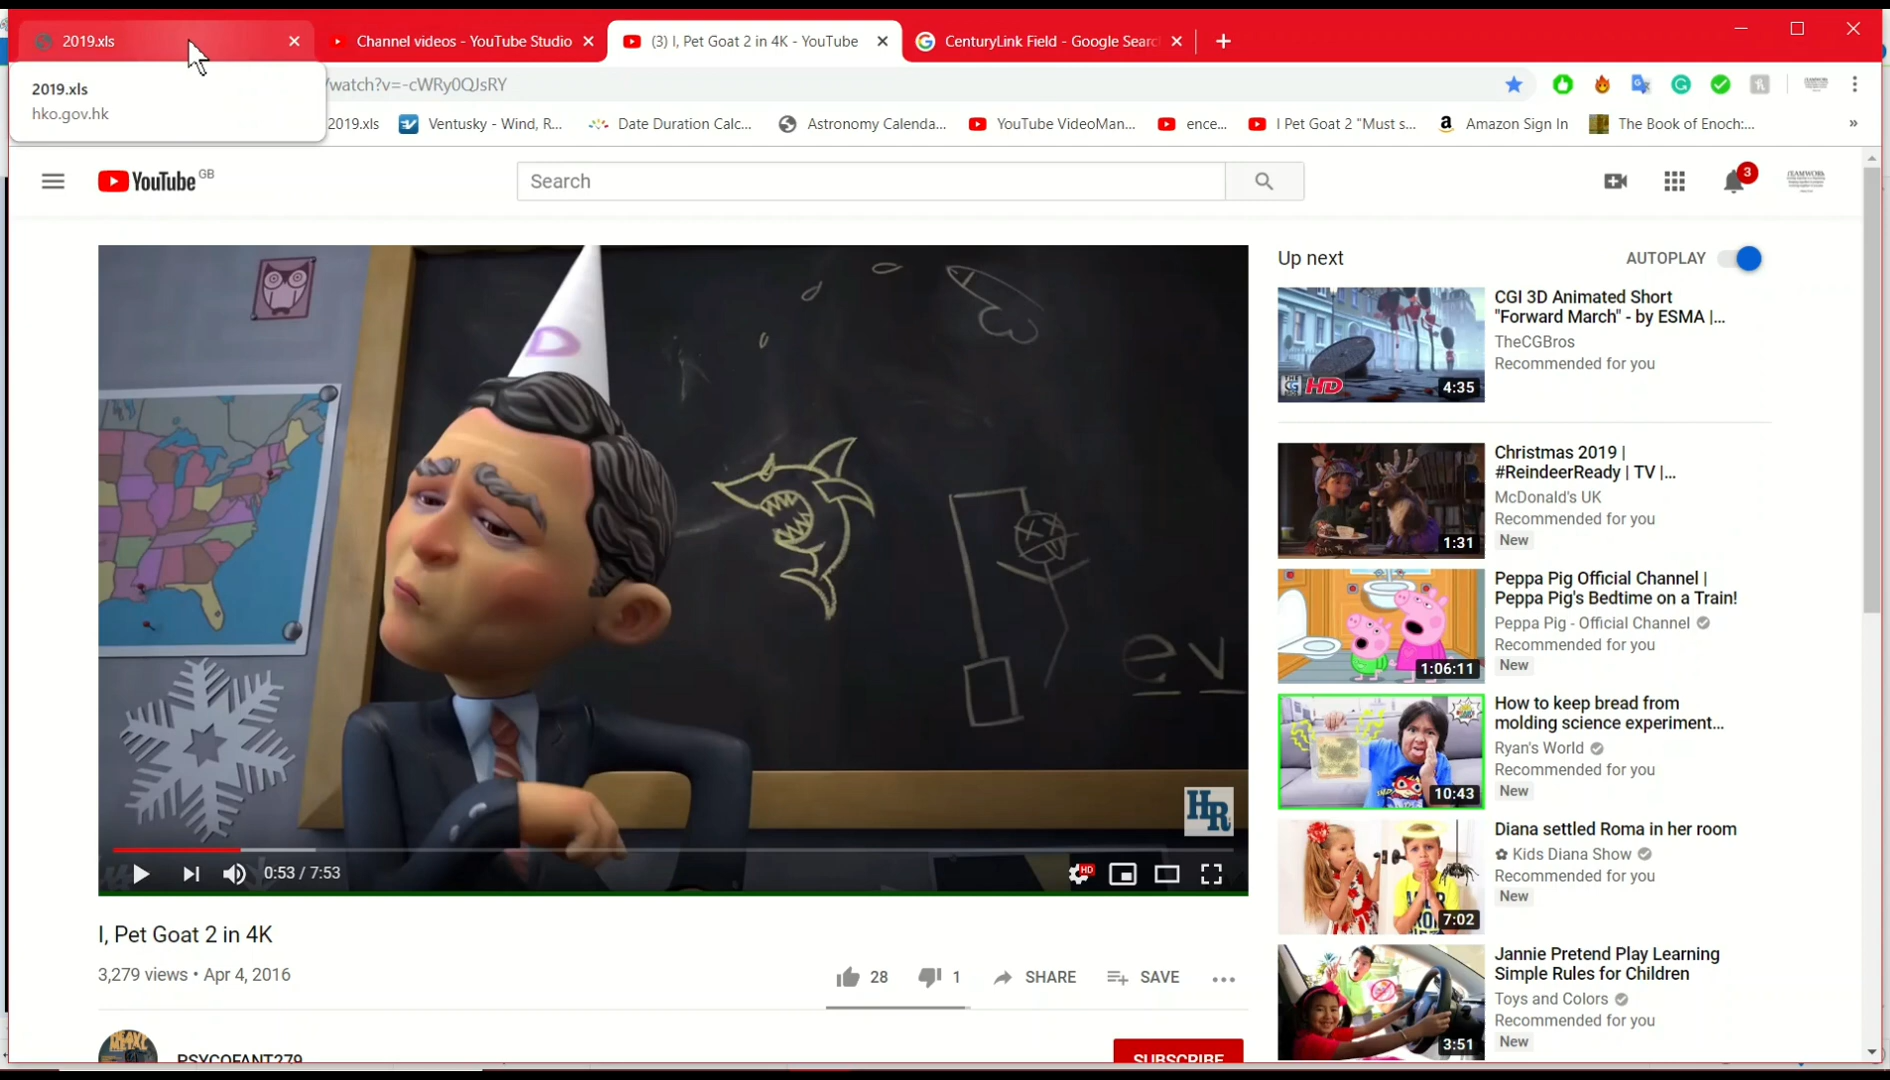 2019.xls
Channel videos - YouTube Studio
(3) I, Pet Goat 2 in 4K - YouTube
CenturyLink Field - Google Searc
2019.xls
hko.gov.hk
/watch?v=-cWRy0QJsRY
2019.xls
Ventusky - Wind, R...
Date Duration Calc...
Astronomy Calenda...
YouTube VideoMan...
ence...
I Pet Goat 2 "Must s...
Amazon Sign In
The Book of Enoch:...
»
YouTube GB
Search
3
TEAMWORK
Up next
AUTOPLAY
CGI 3D Animated Short
"Forward March" - by ESMA |...
TheCGBros
Recommended for you
HD
4:35
Christmas 2019 |
#ReindeerReady | TV |...
McDonald's UK
Recommended for you
New
1:31
Peppa Pig Official Channel |
Peppa Pig's Bedtime on a Train!
Peppa Pig - Official Channel
Recommended for you
New
1:06:11
How to keep bread from
molding science experiment...
Ryan's World
Recommended for you
New
10:43
Diana settled Roma in her room
Kids Diana Show
Recommended for you
New
7:02
Jannie Pretend Play Learning
Simple Rules for Children
Toys and Colors
Recommended for you
New
3:51
D
ev
HR
0:53 / 7:53
HD
I, Pet Goat 2 in 4K
3,279 views • Apr 4, 2016
28
1
SHARE
SAVE
PSYCOFANT279
SUBSCRIBE